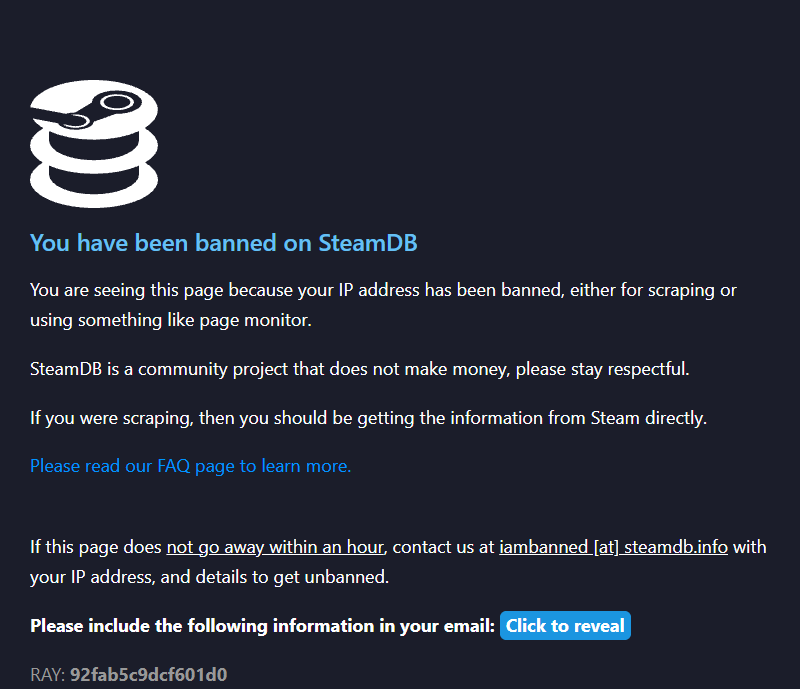 You have been banned on SteamDB
You are seeing this page because your IP address has been banned, either for scraping or
using something like page monitor.
SteamDB is a community project that does not make money, please stay respectful.
If you were scraping, then you should be getting the information from Steam directly.
Please read our FAQ page to learn more.
If this page does not go away within an hour, contact us at iambanned [at] steamdb.info with
your IP address, and details to get unbanned.
Please include the following information in your email: Click to reveal
RAY: 92fab5c9dcf601d0